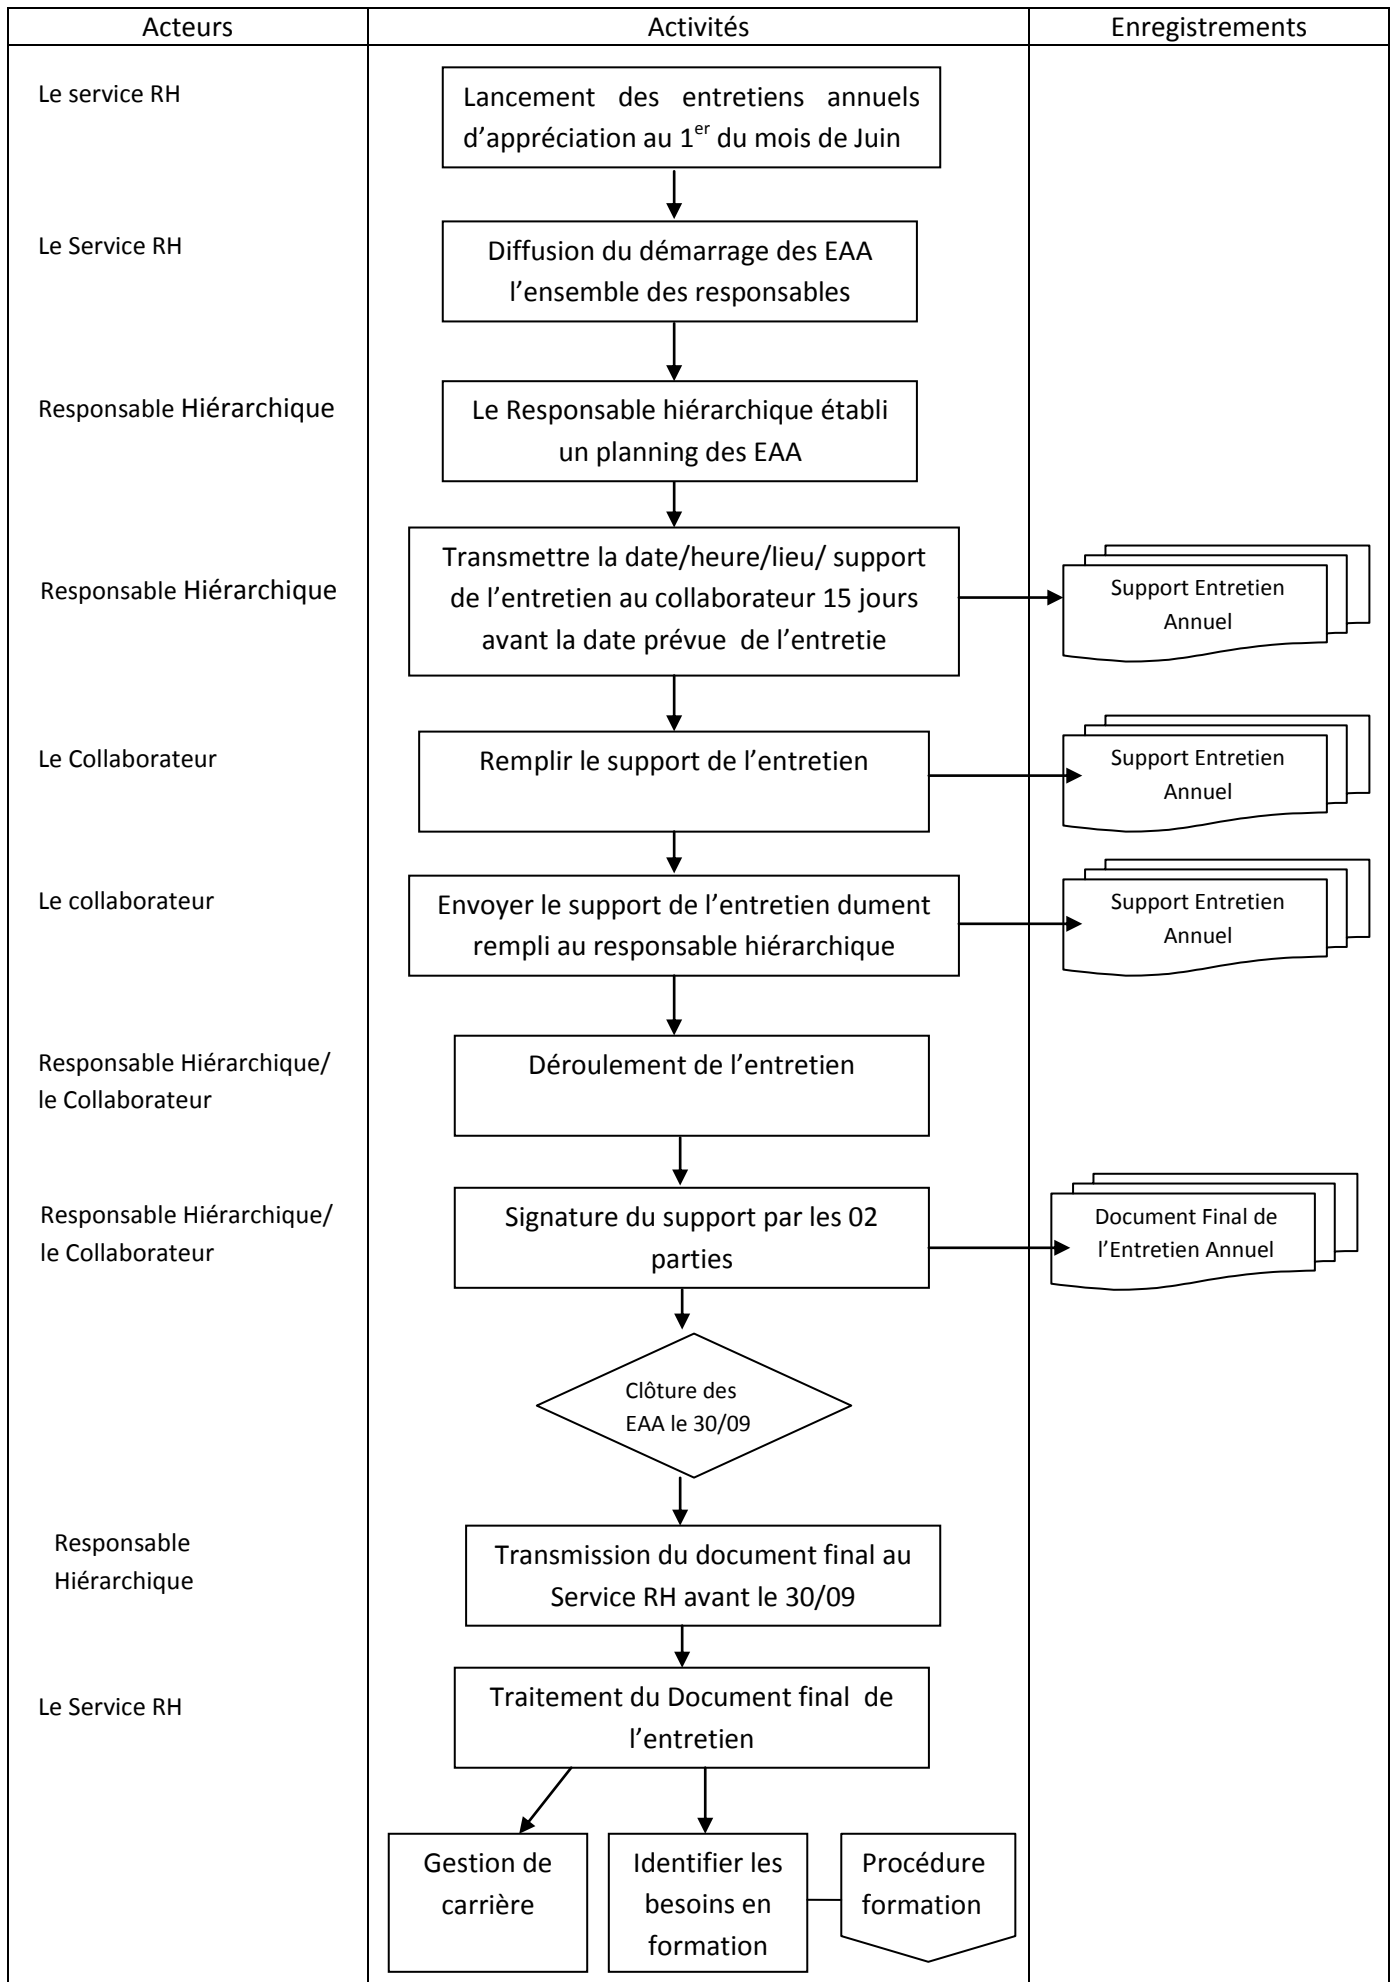 Acteurs
Activités
Enregistrements
Le service RH
Lancement des entretiens annuels
d’appréciation au 1er du mois de Juin
Le Service RH
Diffusion du démarrage des EAA
l’ensemble des responsables
Responsable Hiérarchique
Le Responsable hiérarchique établi
un planning des EAA
Responsable Hiérarchique
Transmettre la date/heure/lieu/ support
de l’entretien au collaborateur 15 jours
avant la date prévue de l’entretie
Support Entretien
Annuel
Le Collaborateur
Remplir le support de l’entretien
Support Entretien
Annuel
Le collaborateur
Envoyer le support de l’entretien dument
rempli au responsable hiérarchique
Support Entretien
Annuel
Responsable Hiérarchique/
le Collaborateur
Déroulement de l’entretien
Responsable Hiérarchique/
le Collaborateur
Signature du support par les 02
parties
Document Final de
l’Entretien Annuel
Clôture des
EAA le 30/09
Responsable
Hiérarchique
Transmission du document final au
Service RH avant le 30/09
Le Service RH
Traitement du Document final de
l’entretien
Gestion de
carrière
Identifier les
besoins en
formation
Procédure
formation